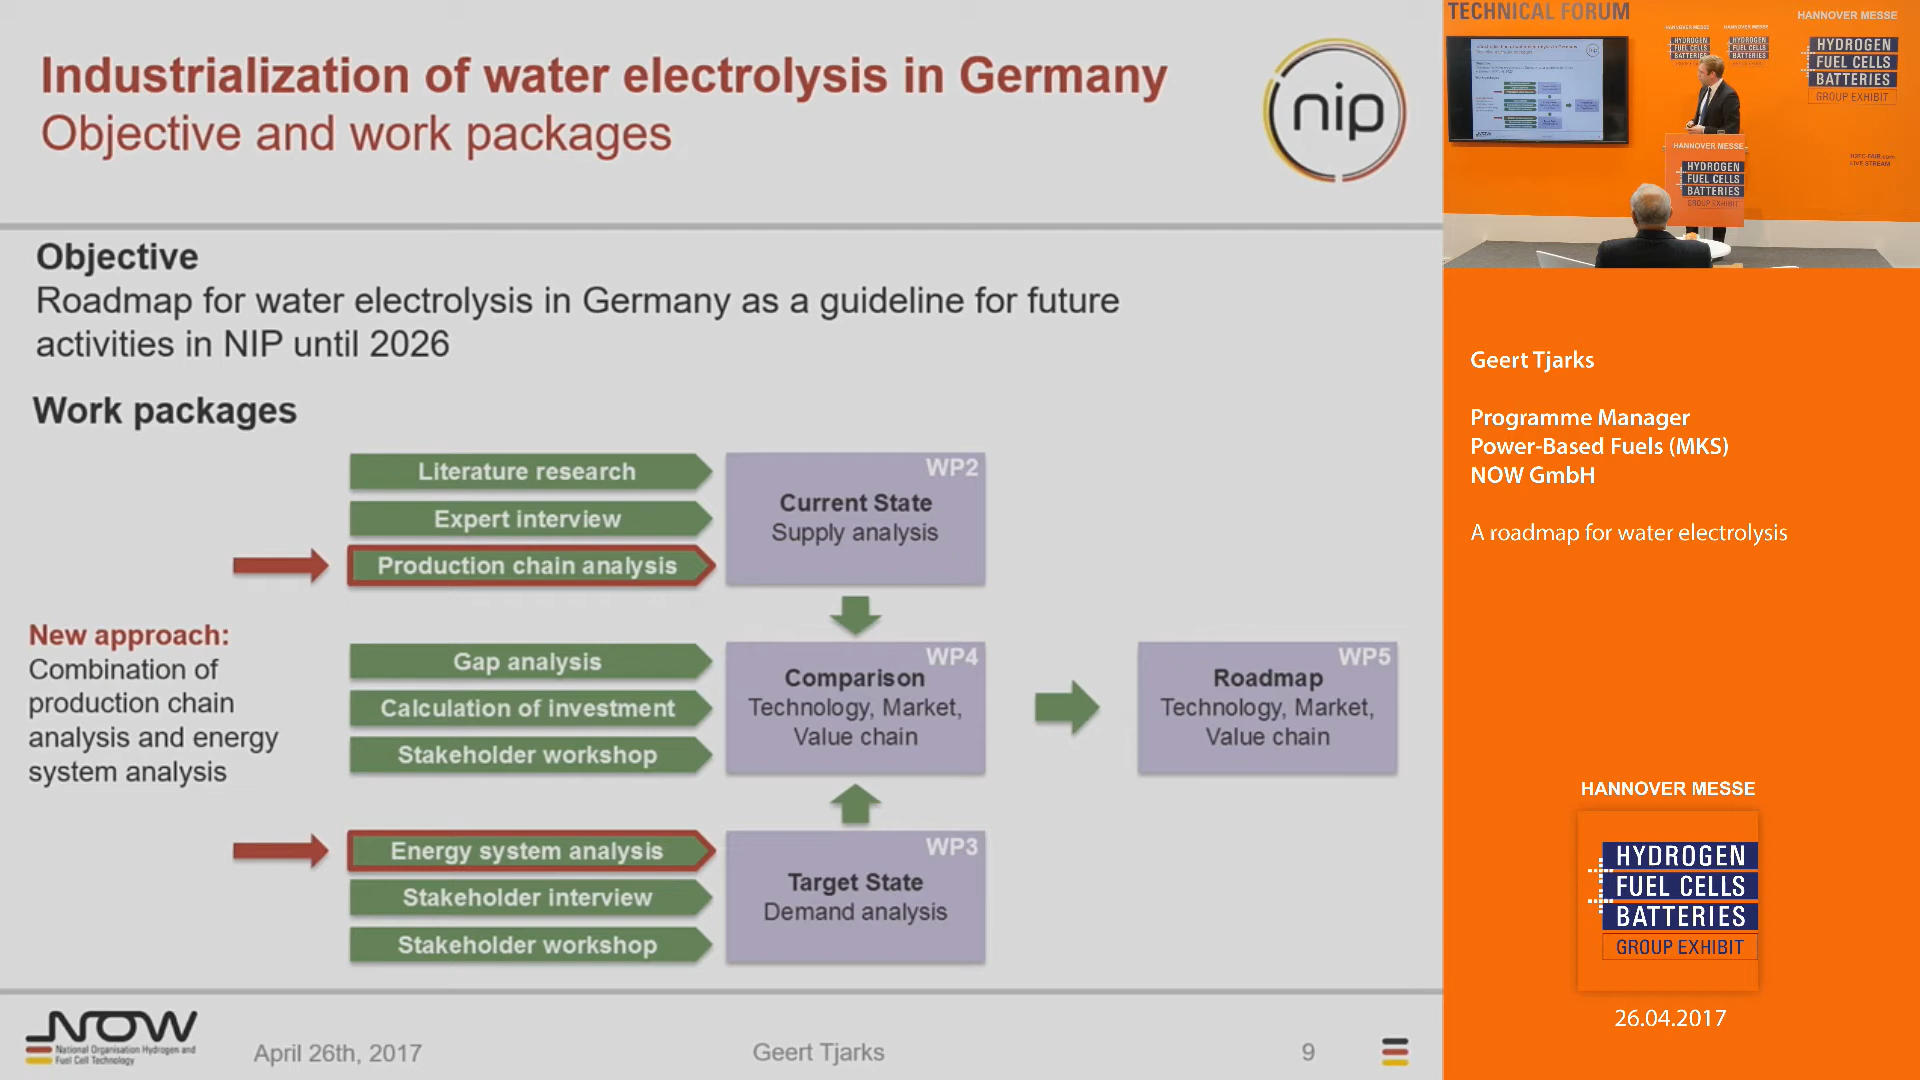 Industrialization of water electrolysis in Germany
Objective and work packages
nip
Objective
Roadmap for water electrolysis in Germany as a guideline for future
activities in NIP until 2026
Work packages
Literature research
Expert interview
Production chain analysis
WP2
Current State
Supply analysis
New approach:
Combination of
production chain
analysis and energy
system analysis
Gap analysis
Calculation of investment
Stakeholder workshop
WP4
Comparison
Technology, Market,
Value chain
WP5
Roadmap
Technology, Market,
Value chain
Energy system analysis
Stakeholder interview
Stakeholder workshop
WP3
Target State
Demand analysis
NOW
National Organisation Hydrogen and
Fuel Cell Technology
April 26th, 2017
Geert Tjarks
9
TECHNICAL FORUM
HANNOVER MESSE
HYDROGEN
FUEL CELLS
BATTERIES
GROUP EXHIBIT
HANNOVER MESSE
HYDROGEN
FUEL CELLS
BATTERIES
GROUP EXHIBIT
LIVE STREAM
Geert Tjarks
Programme Manager
Power-Based Fuels (MKS)
NOW GmbH
A roadmap for water electrolysis
HANNOVER MESSE
HYDROGEN
FUEL CELLS
BATTERIES
GROUP EXHIBIT
26.04.2017